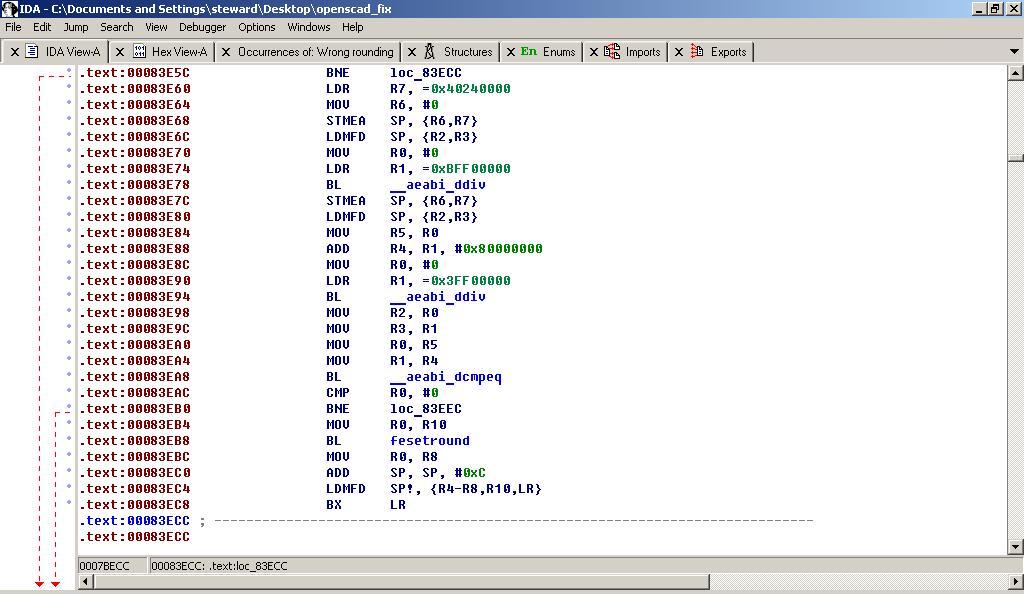 IDA - C:\Documents and Settings\steward\Desktop\openscad_fix
File Edit Jump Search View Debugger Options Windows Help
IDA View-A Hex View-A Occurrences of: Wrong rounding Structures En Enums Imports Exports
.text:00083E5C BNE loc_83ECC
.text:00083E60 LDR R7, =0x40240000
.text:00083E64 MOV R6, #0
.text:00083E68 STMEA SP, {R6,R7}
.text:00083E6C LDMFD SP, {R2,R3}
.text:00083E70 MOV R0, #0
.text:00083E74 LDR R1, =0xBFF00000
.text:00083E78 BL __aeabi_ddiv
.text:00083E7C STMEA SP, {R6,R7}
.text:00083E80 LDMFD SP, {R2,R3}
.text:00083E84 MOV R5, R0
.text:00083E88 ADD R4, R1, #0x80000000
.text:00083E8C MOV R0, #0
.text:00083E90 LDR R1, =0x3FF00000
.text:00083E94 BL __aeabi_ddiv
.text:00083E98 MOV R2, R0
.text:00083E9C MOV R3, R1
.text:00083EA0 MOV R0, R5
.text:00083EA4 MOV R1, R4
.text:00083EA8 BL __aeabi_dcmpeq
.text:00083EAC CMP R0, #0
.text:00083EB0 BNE loc_83EEC
.text:00083EB4 MOV R0, R10
.text:00083EB8 BL fesetround
.text:00083EBC MOV R0, R8
.text:00083EC0 ADD SP, SP, #0xC
.text:00083EC4 LDMFD SP!, {R4-R8,R10,LR}
.text:00083EC8 BX LR
.text:00083ECC ; ---------------------------------------------------------------------------
.text:00083ECC
0007BECC 00083ECC: .text:loc_83ECC